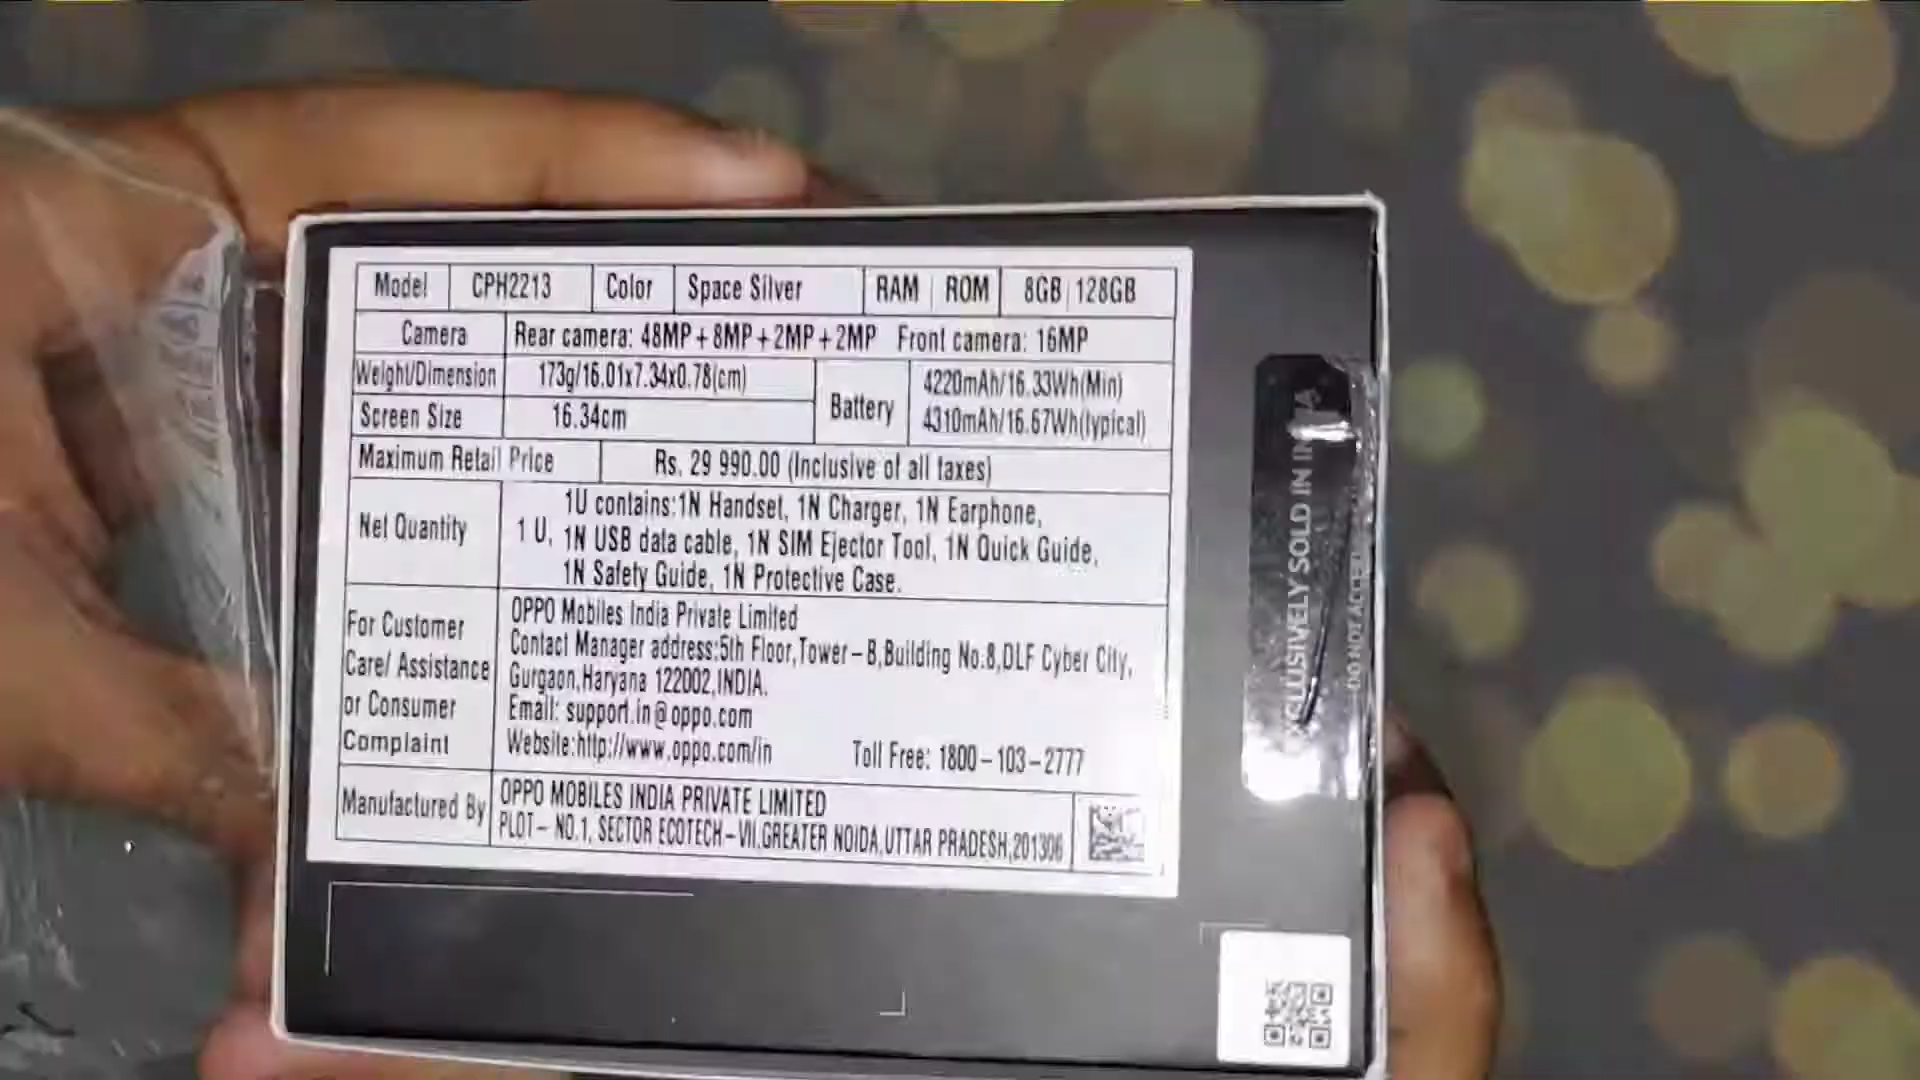 Model CPH2213 Color Space Silver RAM ROM 8GB 128GB
Camera Rear camera: 48MP+8MP+2MP+2MP Front camera: 16MP
Weight/Dimension 173g/16.01x7.34x0.78(cm)
Screen Size 16.34cm
Battery 4220mAh/16.33Wh(Min)
4310mAh/16.67Wh(typical)
Maximum Retail Price Rs. 29 990.00 (Inclusive of all taxes)
Net Quantity 1 U, 1U contains:1N Handset, 1N Charger, 1N Earphone,
1N USB data cable, 1N SIM Ejector Tool, 1N Quick Guide,
1N Safety Guide, 1N Protective Case.
For Customer
Care/ Assistance
or Consumer
Complaint
OPPO Mobiles India Private Limited
Contact Manager address:5th Floor,Tower-B,Building No.8,DLF Cyber City,
Gurgaon,Haryana 122002,INDIA.
Email: support.in@oppo.com
Website:http://www.oppo.com/in Toll Free: 1800-103-2777
Manufactured By OPPO MOBILES INDIA PRIVATE LIMITED
PLOT-NO.1, SECTOR ECOTECH-VII,GREATER NOIDA,UTTAR PRADESH,201306
EXCLUSIVELY SOLD IN INDIA
DO NOT